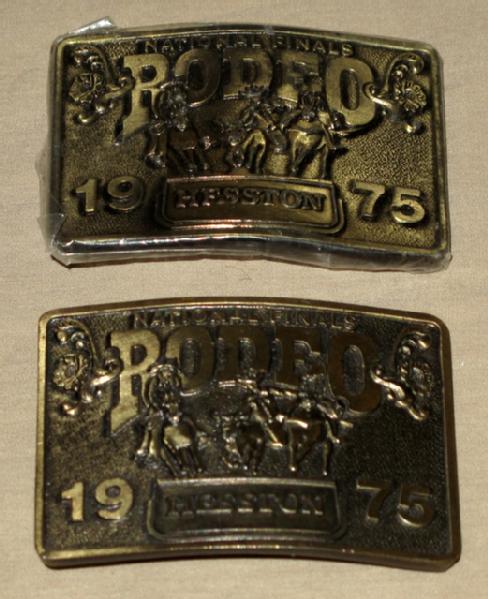 NATIONAL FINALS
RODEO
19 75
HESSTON
NATIONAL FINALS
RODEO
19 75
HESSTON